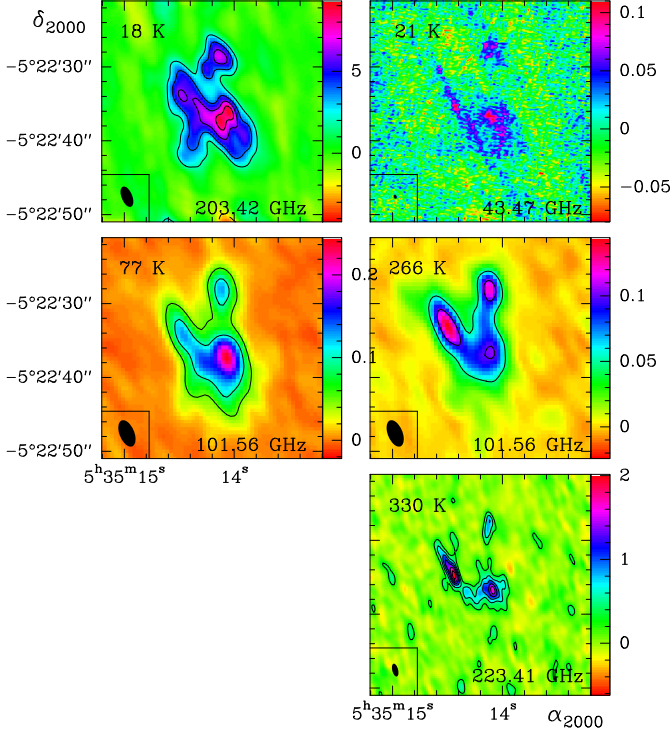 δ2000
18 K
21 K
0.1
−5°22′30″
5
0.05
−5°22′40″
0
0
−0.05
−5°22′50″
203.42 GHz
43.47 GHz
77 K
0.2
266 K
−5°22′30″
0.1
0.1
0.05
−5°22′40″
0
0
−5°22′50″
101.56 GHz
101.56 GHz
5ʰ35ᵐ15ˢ
14ˢ
2
330 K
1
0
223.41 GHz
5ʰ35ᵐ15ˢ
14ˢ
α2000